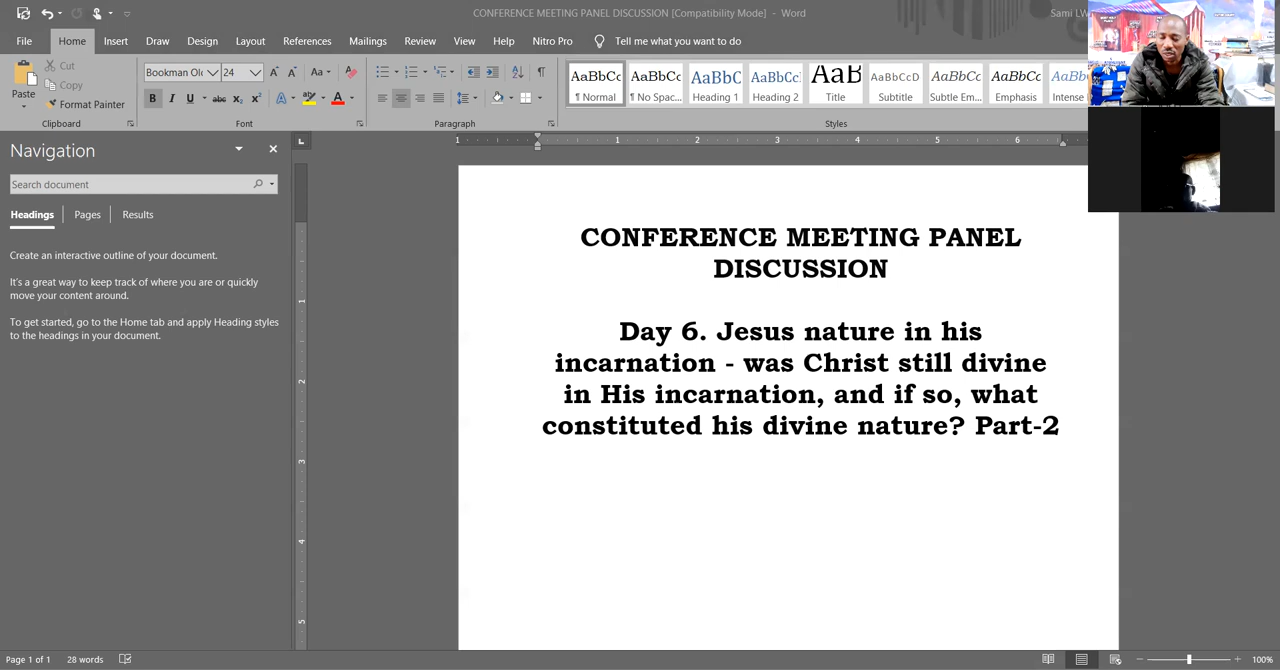 CONFERENCE MEETING PANEL DISCUSSION [Compatibility Mode] - Word
Sami LW
File Home Insert Draw Design Layout References Mailings Review View Help Nitro Pro Tell me what you want to do
Cut
Copy
Format Painter
Paste
Clipboard
Bookman Ol 24
Font
Paragraph
AaBbCc AaBbCc AaBbC AaBbCc AaB AaBbCcD AaBbCc AaBbCc AaBb
¶ Normal ¶ No Spac... Heading 1 Heading 2 Title Subtitle Subtle Em... Emphasis Intense
Styles
Navigation
Search document
Headings Pages Results
Create an interactive outline of your document.
It's a great way to keep track of where you are or quickly
move your content around.
To get started, go to the Home tab and apply Heading styles
to the headings in your document.
CONFERENCE MEETING PANEL
DISCUSSION
Day 6. Jesus nature in his
incarnation - was Christ still divine
in His incarnation, and if so, what
constituted his divine nature? Part-2
Page 1 of 1 28 words
100%